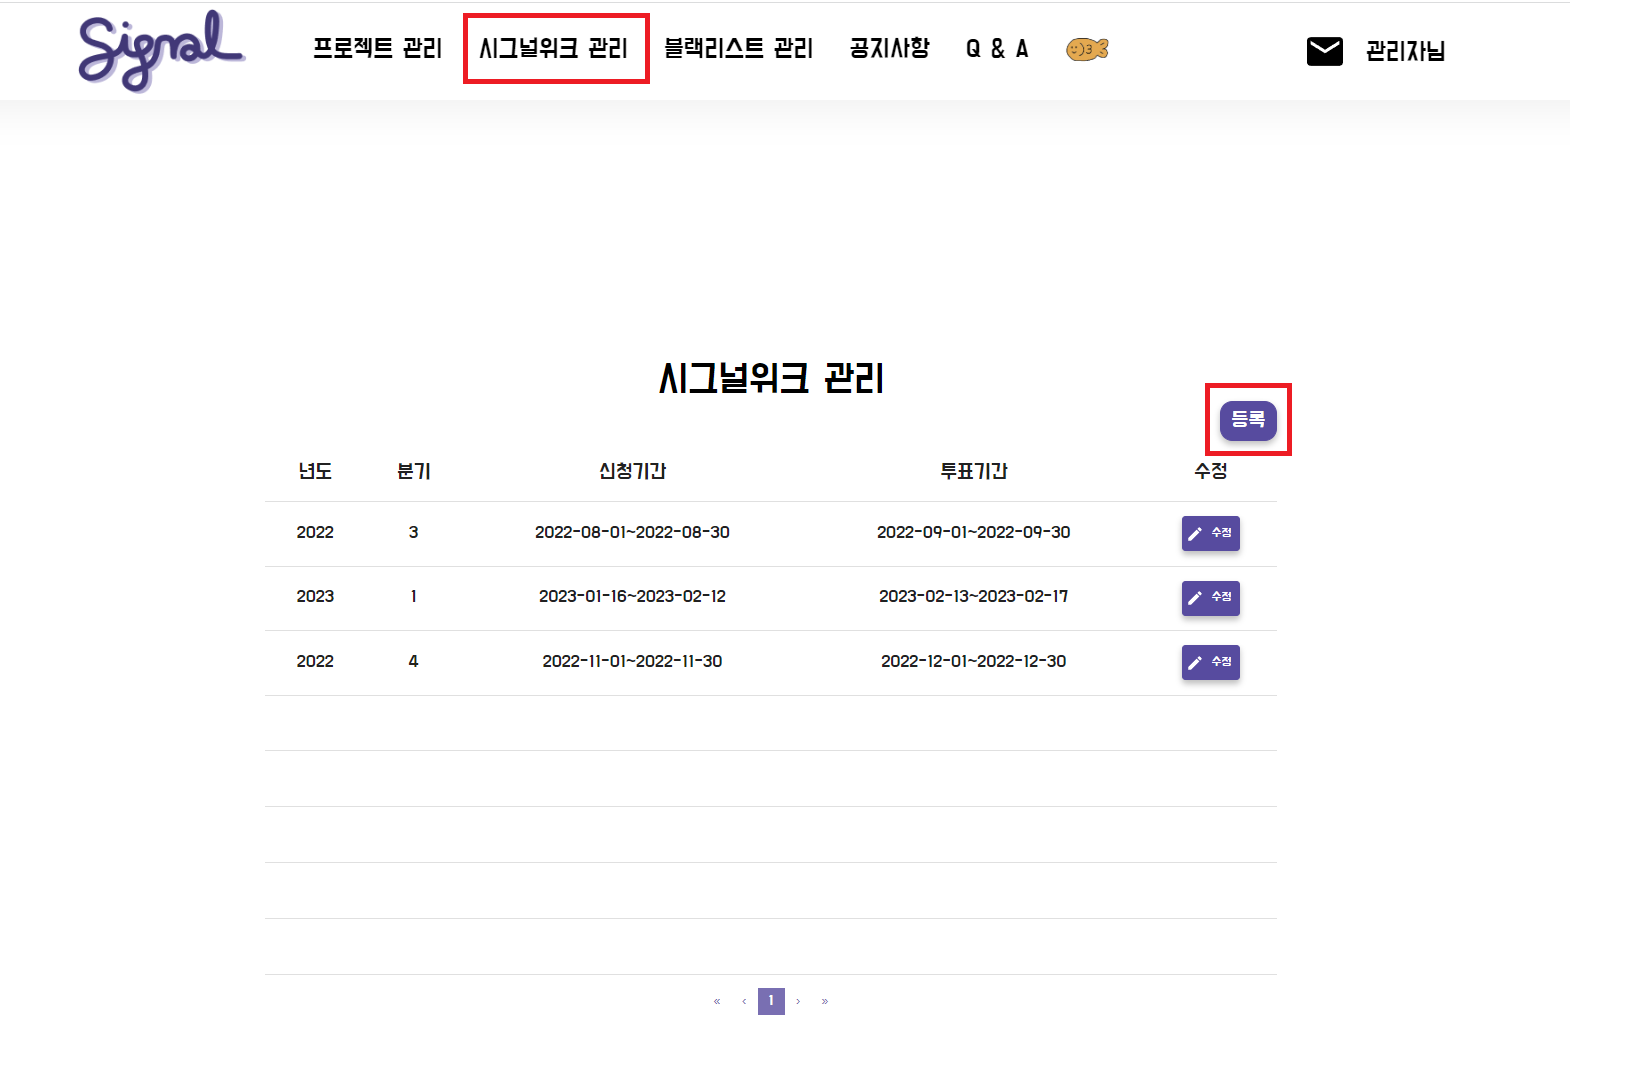 Signal 프로젝트 관리 시그널위크 관리 블랙리스트 관리 공지사항 Q & A 관리자님
시그널위크 관리
등록
년도 분기 신청기간 투표기간 수정
2022 3 2022-08-01~2022-08-30 2022-09-01~2022-09-30 수정
2023 1 2023-01-16~2023-02-12 2023-02-13~2023-02-17 수정
2022 4 2022-11-01~2022-11-30 2022-12-01~2022-12-30 수정
« ‹ 1 › »